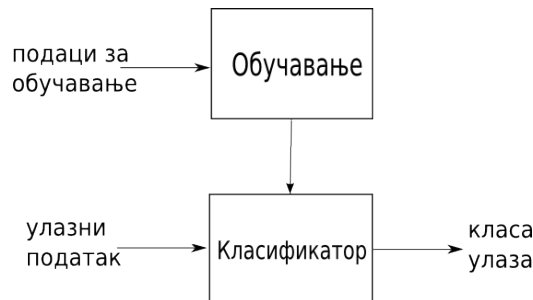 подаци за
обучавање
Обучавање
улазни
податак
Класификатор
класа
улаза